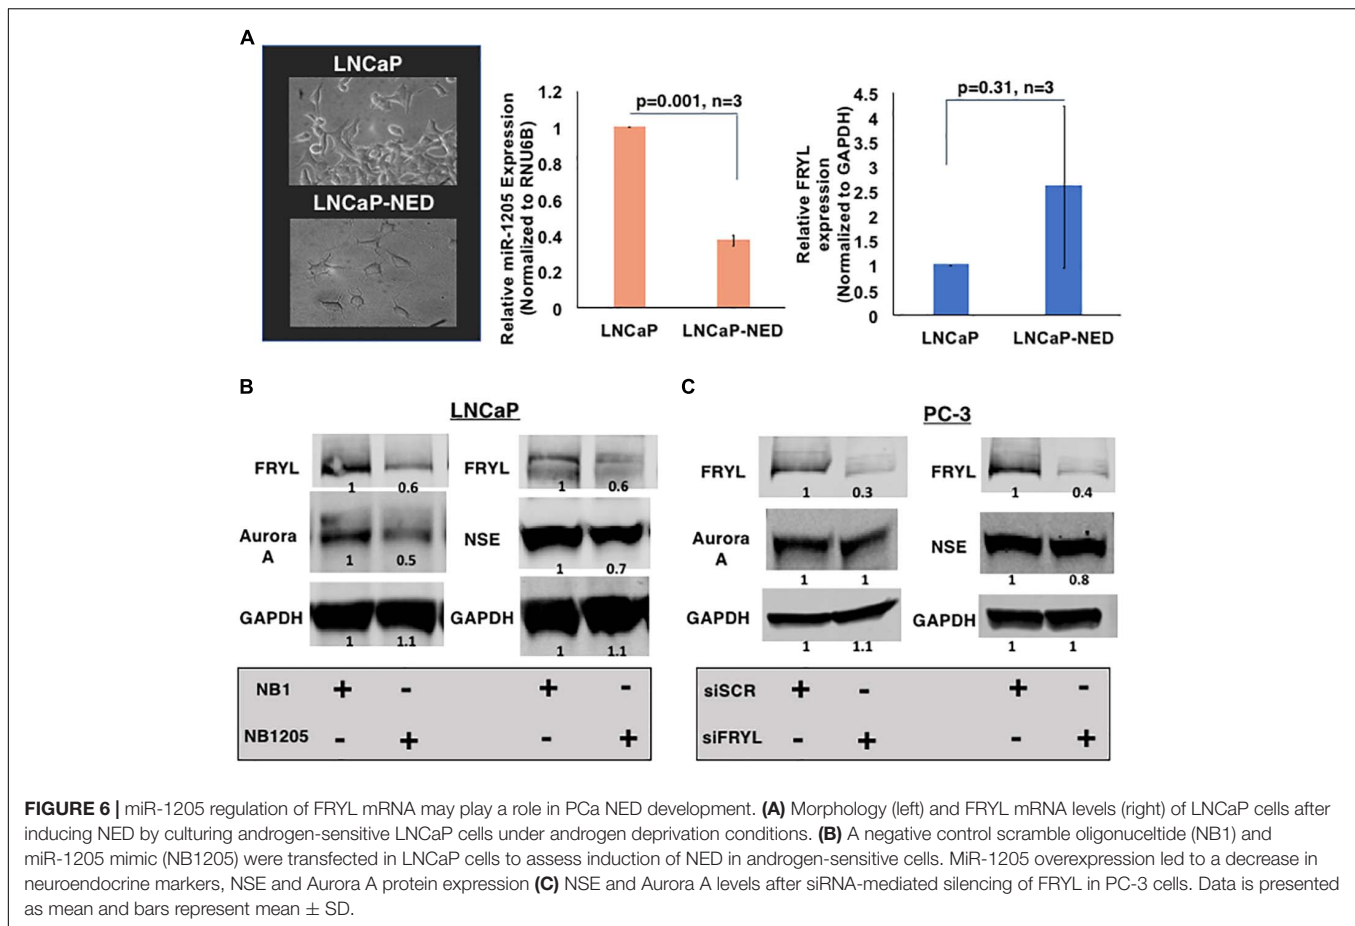 A
LNCaP
LNCaP-NED
Relative miR-1205 Expression
(Normalized to RNU6B)
1.2
1
0.8
0.6
0.4
0.2
0
p=0.001, n=3
LNCaP
LNCaP-NED
Relative FRYL
expression
(Normalized to GAPDH)
4.5
4
3.5
3
2.5
2
1.5
1
0.5
0
p=0.31, n=3
LNCaP
LNCaP-NED
B
LNCaP
FRYL
1 0.6
FRYL
1 0.6
Aurora
A
1 0.5
NSE
1 0.7
GAPDH
1 1.1
GAPDH
1 1.1
NB1 + - + -
NB1205 - + - +
C
PC-3
FRYL
1 0.3
FRYL
1 0.4
Aurora
A
1 1
NSE
1 0.8
GAPDH
1 1.1
GAPDH
1 1
siSCR + - + -
siFRYL - + - +
FIGURE 6 | miR-1205 regulation of FRYL mRNA may play a role in PCa NED development. (A) Morphology (left) and FRYL mRNA levels (right) of LNCaP cells after
inducing NED by culturing androgen-sensitive LNCaP cells under androgen deprivation conditions. (B) A negative control scramble oligonuceltide (NB1) and
miR-1205 mimic (NB1205) were transfected in LNCaP cells to assess induction of NED in androgen-sensitive cells. MiR-1205 overexpression led to a decrease in
neuroendocrine markers, NSE and Aurora A protein expression (C) NSE and Aurora A levels after siRNA-mediated silencing of FRYL in PC-3 cells. Data is presented
as mean and bars represent mean ± SD.